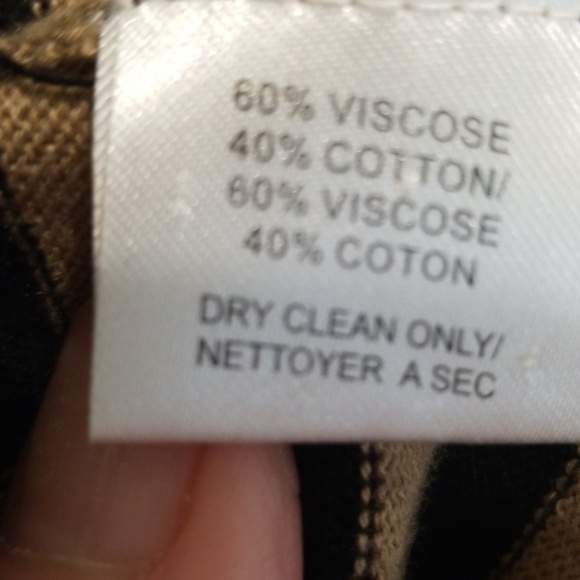 60% VISCOSE
40% COTTON/
60% VISCOSE
40% COTON
DRY CLEAN ONLY/
NETTOYER A SEC